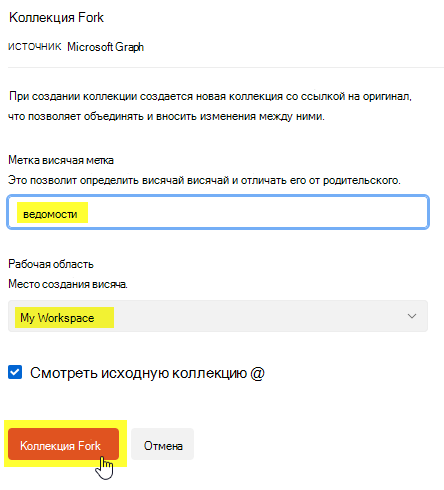 Коллекция Fork
ИСТОЧНИК Microsoft Graph
При создании коллекции создается новая коллекция со ссылкой на оригинал,
что позволяет объединять и вносить изменения между ними.
Метка висячая метка
Это позволит определить висячай висячай и отличать его от родительского.
ведомости
Рабочая область
Место создания висяча.
My Workspace
Смотреть исходную коллекцию @
Коллекция Fork Отмена